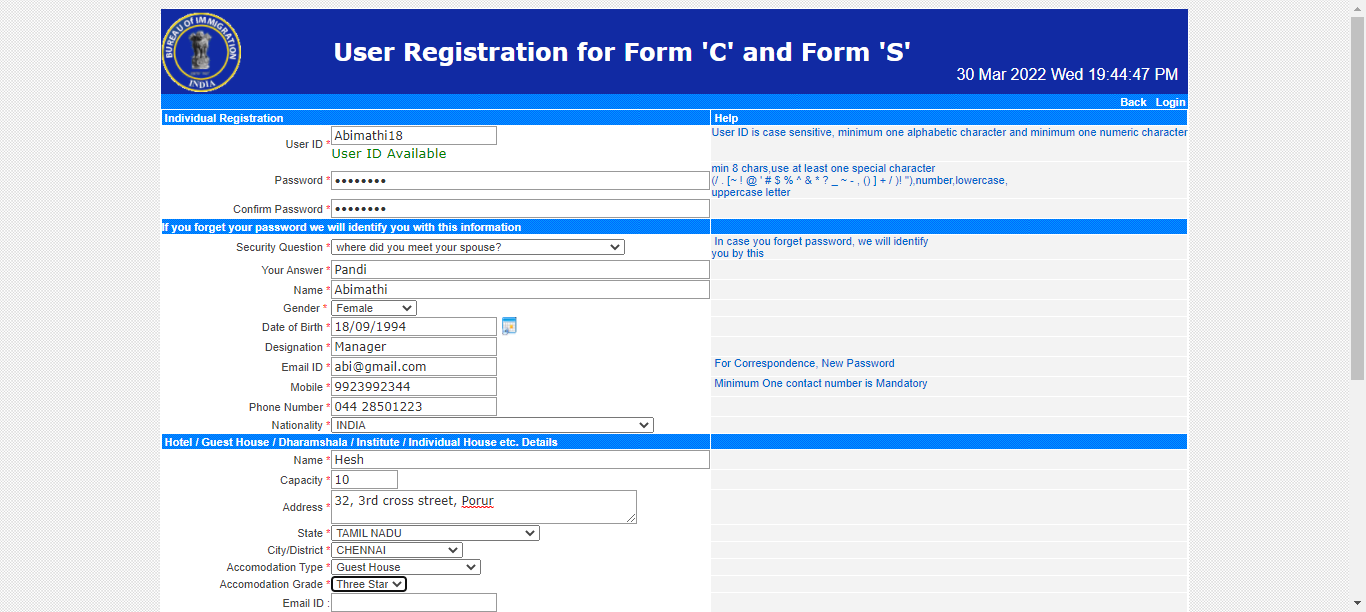 BUREAU OF IMMIGRATION
INDIA
User Registration for Form 'C' and Form 'S'
30 Mar 2022 Wed 19:44:47 PM
Back Login
Individual Registration Help
User ID * Abimathi18 User ID is case sensitive, minimum one alphabetic character and minimum one numeric character
User ID Available
Password * •••••••• min 8 chars,use at least one special character
(/ . [~ ! @ ' # $ % ^ & * ? _ ~ - , () ] + / )! "),number,lowercase,
uppercase letter
Confirm Password * ••••••••
If you forget your password we will identify you with this information
Security Question * where did you meet your spouse? In case you forget password, we will identify
you by this
Your Answer * Pandi
Name * Abimathi
Gender * Female
Date of Birth * 18/09/1994
Designation * Manager
Email ID * abi@gmail.com For Correspondence, New Password
Mobile * 9923992344 Minimum One contact number is Mandatory
Phone Number * 044 28501223
Nationality * INDIA
Hotel / Guest House / Dharamshala / Institute / Individual House etc. Details
Name * Hesh
Capacity * 10
Address * 32, 3rd cross street, Porur
State * TAMIL NADU
City/District * CHENNAI
Accomodation Type * Guest House
Accomodation Grade * Three Star
Email ID :